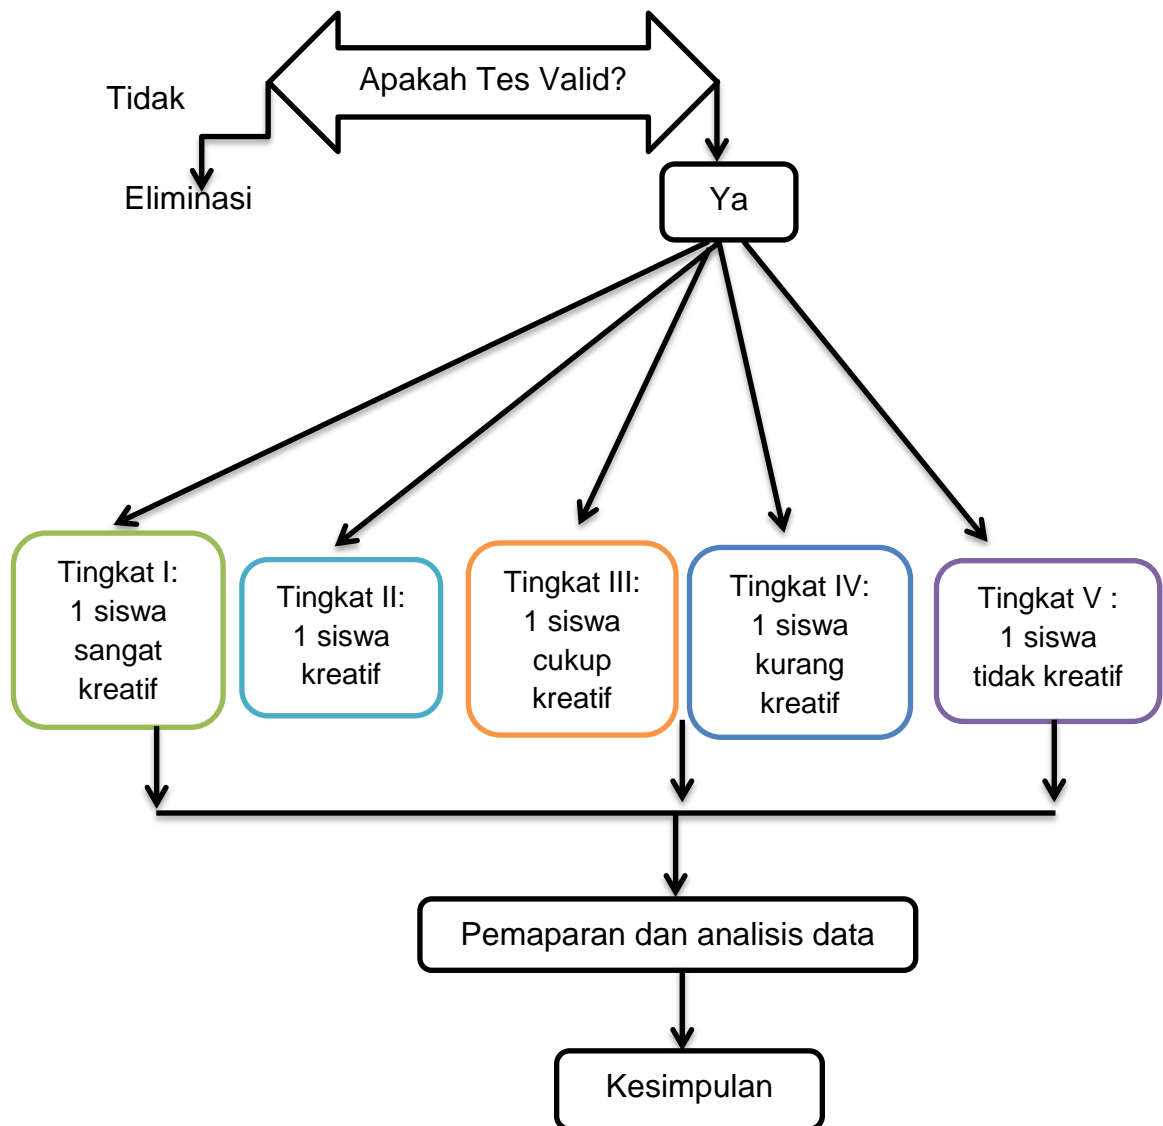 Apakah Tes Valid?
Tidak
Eliminasi
Ya
Tingkat I:
1 siswa
sangat
kreatif
Tingkat II:
1 siswa
kreatif
Tingkat III:
1 siswa
cukup
kreatif
Tingkat IV:
1 siswa
kurang
kreatif
Tingkat V :
1 siswa
tidak kreatif
Pemaparan dan analisis data
Kesimpulan